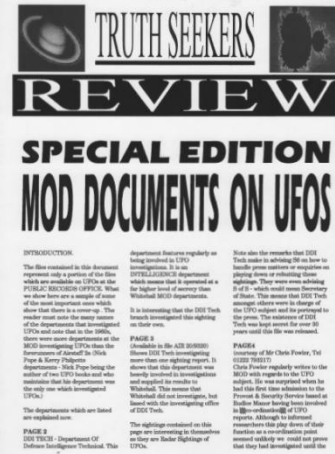 TRUTH SEEKERS
REVIEW
SPECIAL EDITION
MOD DOCUMENTS ON UFOS
INTRODUCTION.
The files contained in this document
represent only a portion of the files
which are available on UFOs at the
PUBLIC RECORDS OFFICE. What
we show here are a sample of some
of the most important ones which
show that there is a cover-up. The
reader must note the many names
of the departments that investigated
UFOs and note that in the 1980s,
there were more departments at the
MOD investigating UFOs than the
forerunners of Airstaff 2a (Nick
Pope & Kerry Philpotts
departments - Nick Pope being the
author of two UFO books and who
maintains that his department was
the only one which investigated
UFOs.)
The departments which are listed
are explained now.
PAGE 2
DDI TECH - Department Of
Defence Intelligence Technical. This
department features regularly as
being involved in UFO
investigations. It is an
INTELLIGENCE department
which means that it operated at a
far higher level of secrecy than
Whitehall MOD departments.
It is interesting that the DDI Tech
branch investigated this sighting
on their own.
PAGE 3
(Available in file AIR
Shows DDI Tech investigating
more than one sighting report. It
shows that this department was
heavily involved in investigations
and supplied its results to
Whitehall. This means that
Whitehall did not investigate, but
liased with the investigating office
of DDI Tech.
The sightings contained on this
page are interesting in themselves
as they are Radar Sightings of
UFOs.
Note also the remarks that DDI
Tech make in advising S6 on how to
handle press matters or enquiries on
playing down or rebutting those
sightings. They were even advising
S of S - which could mean Secretary
of State. This means that DDI Tech
amongst others were in charge of
the UFO subject and its portrayal to
the press. The existence of DDI
Tech was kept secret for over 30
years until this file was released.
PAGE4
(courtesy of Mr Chris Fowler, Tel
Chris Fowler regularly writes to the
MOD with regards to the UFO
subject. He was surprised when he
had this first time admission to the
Provost & Security Service based at
Rudloe Manor having been involved
in co-ordination of UFO
reports. Although to informed
researchers this play down of their
function as a co-ordination point
seemed unlikely we could not prove
that they had investigated until the